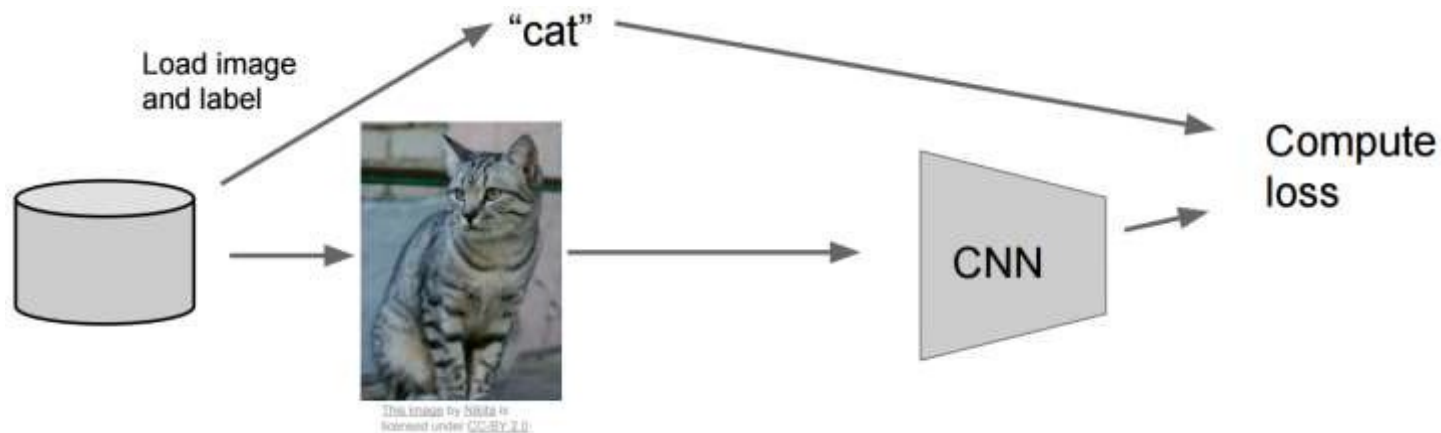 “cat”
Load image
and label
Compute
loss
CNN
This image by Nikita is
licensed under CC-BY 2.0